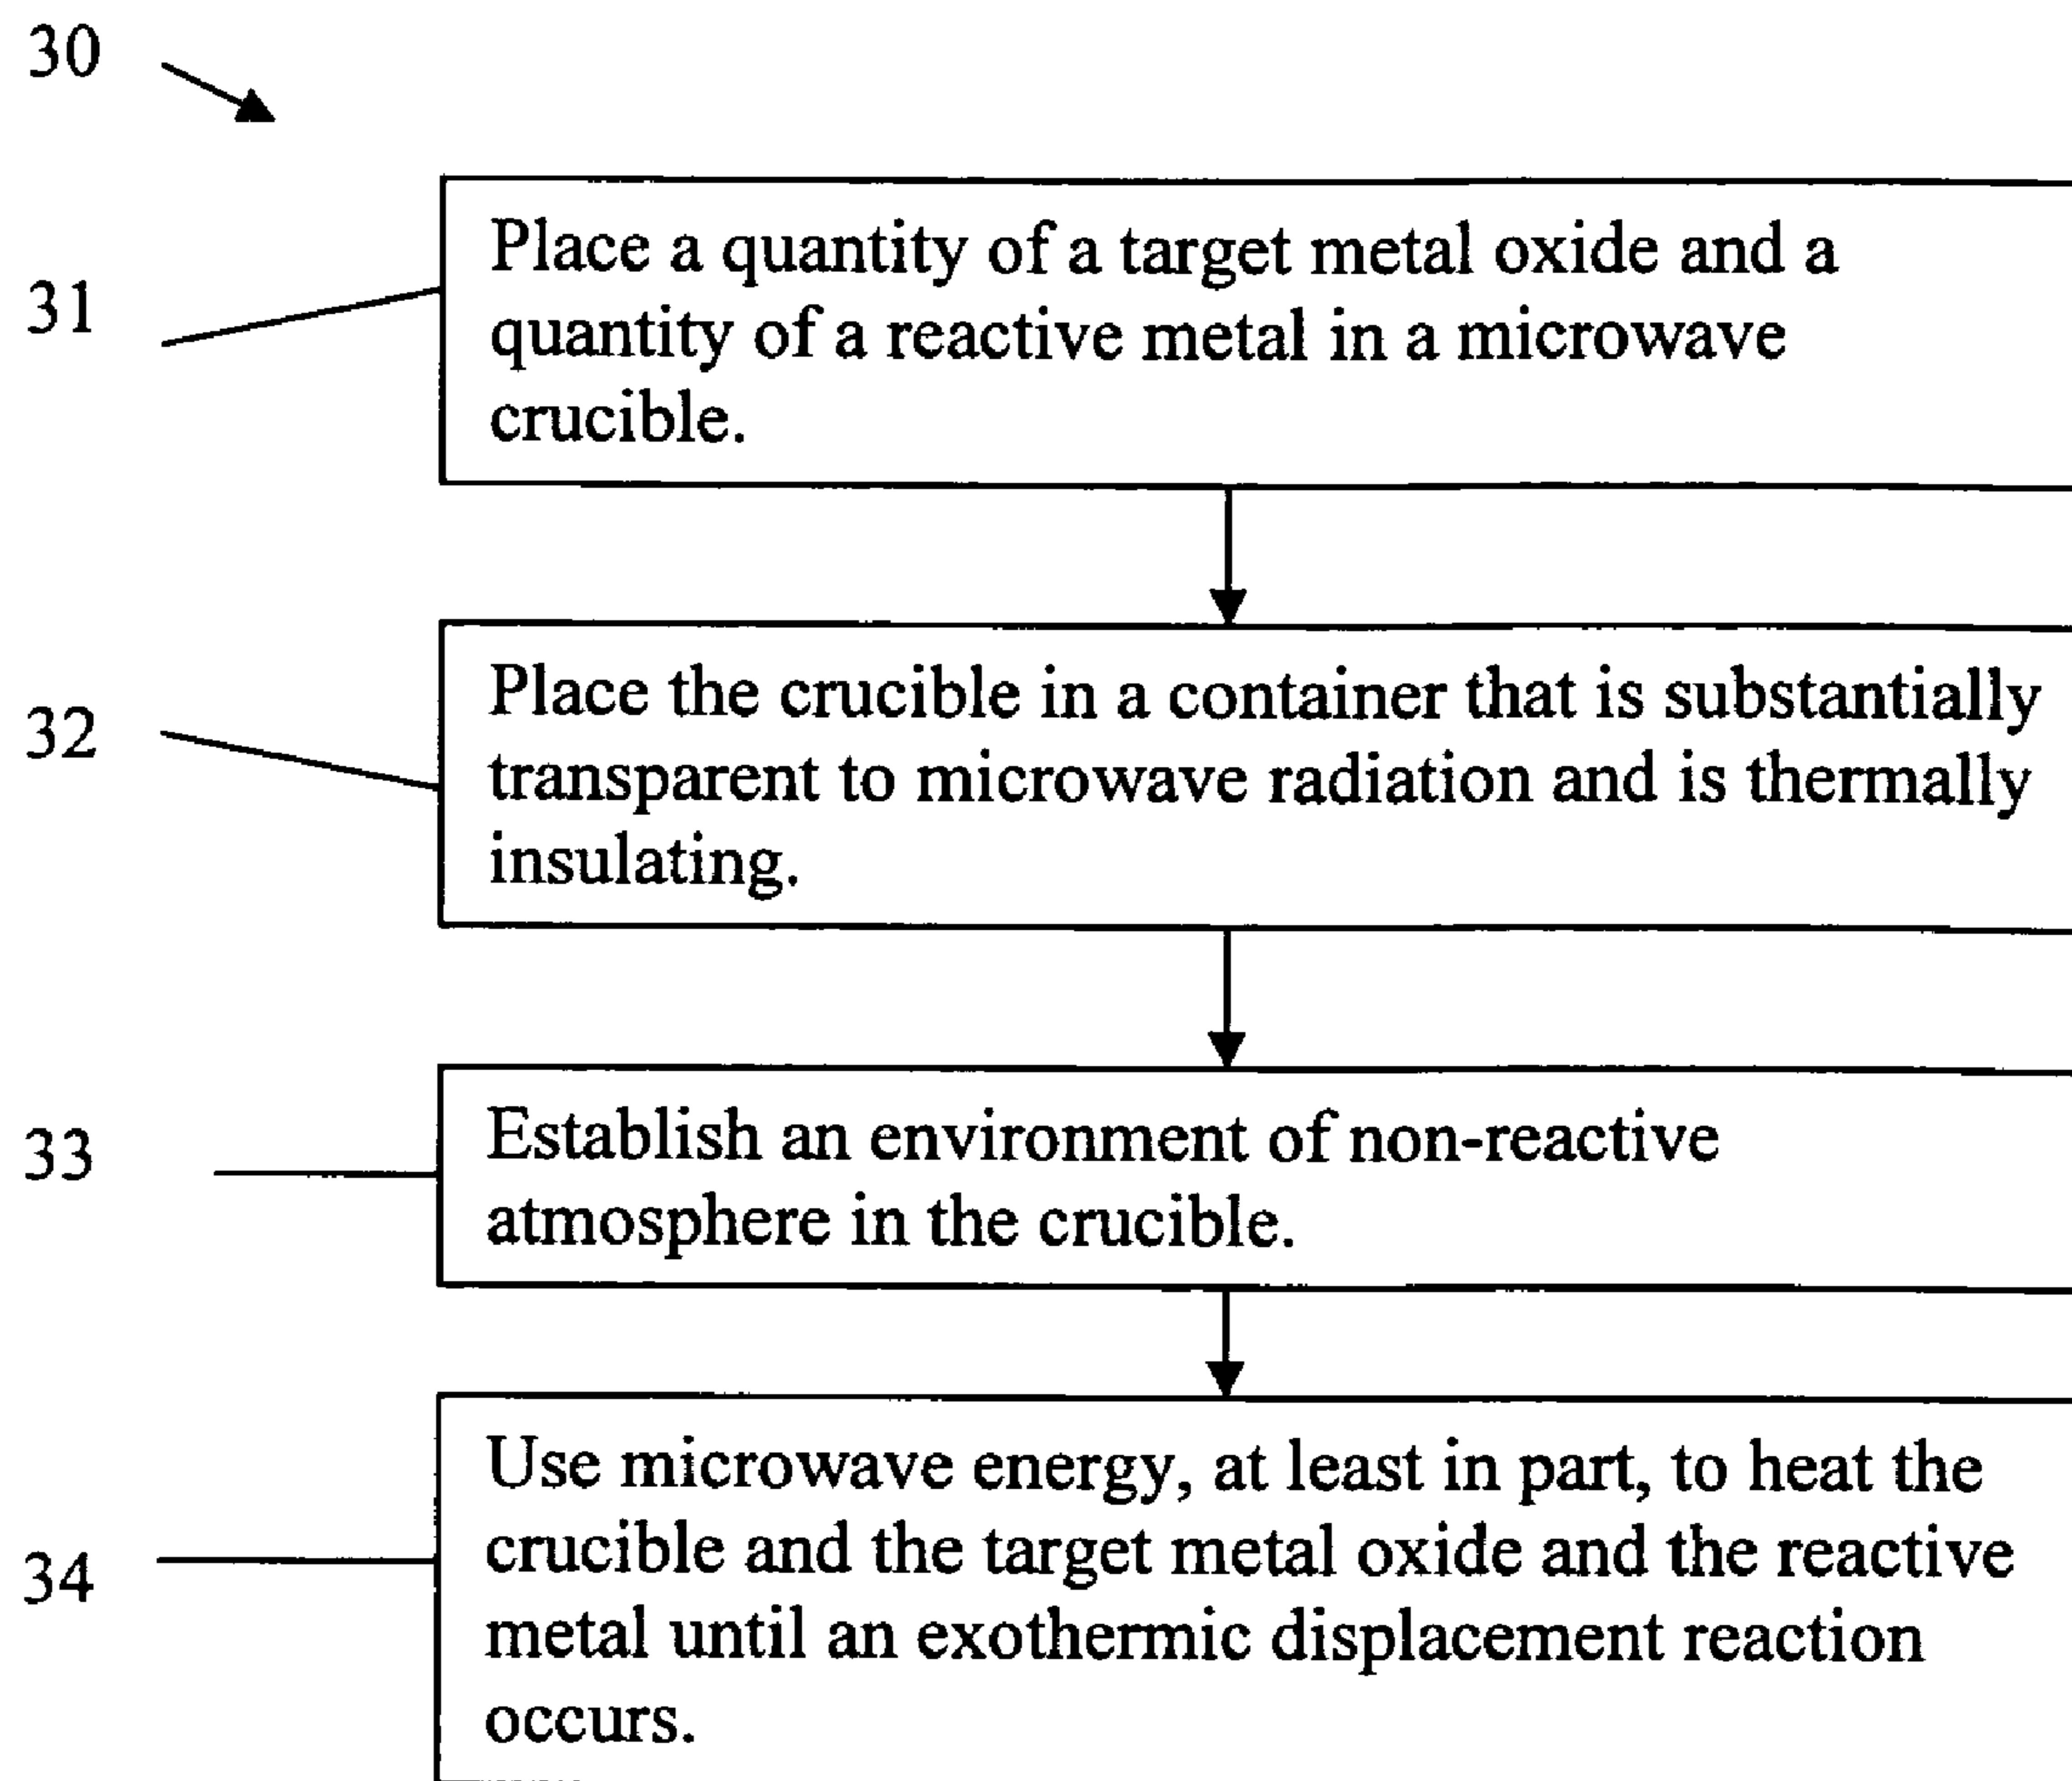 30
31
Place a quantity of a target metal oxide and a
quantity of a reactive metal in a microwave
crucible.
32
Place the crucible in a container that is substantially
transparent to microwave radiation and is thermally
insulating.
33
Establish an environment of non-reactive
atmosphere in the crucible.
34
Use microwave energy, at least in part, to heat the
crucible and the target metal oxide and the reactive
metal until an exothermic displacement reaction
occurs.